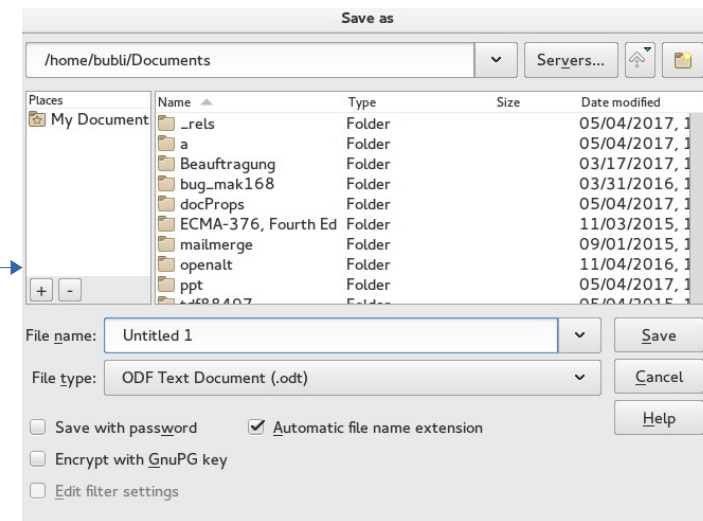 Save as
/home/bubli/Documents
Servers...
Places
Name Type Size Date modified
My Document
_rels Folder 05/04/2017, 1
a Folder 05/04/2017, 1
Beauftragung Folder 03/17/2017, 1
bug_mak168 Folder 03/31/2016, 1
docProps Folder 05/04/2017, 1
ECMA-376, Fourth Ed Folder 11/03/2015, 1
mailmerge Folder 09/01/2015, 1
openalt Folder 11/04/2016, 1
ppt Folder 05/04/2017, 1
+ -
File name: Untitled 1 Save
File type: ODF Text Document (.odt) Cancel
Help
Save with password Automatic file name extension
Encrypt with GnuPG key
Edit filter settings